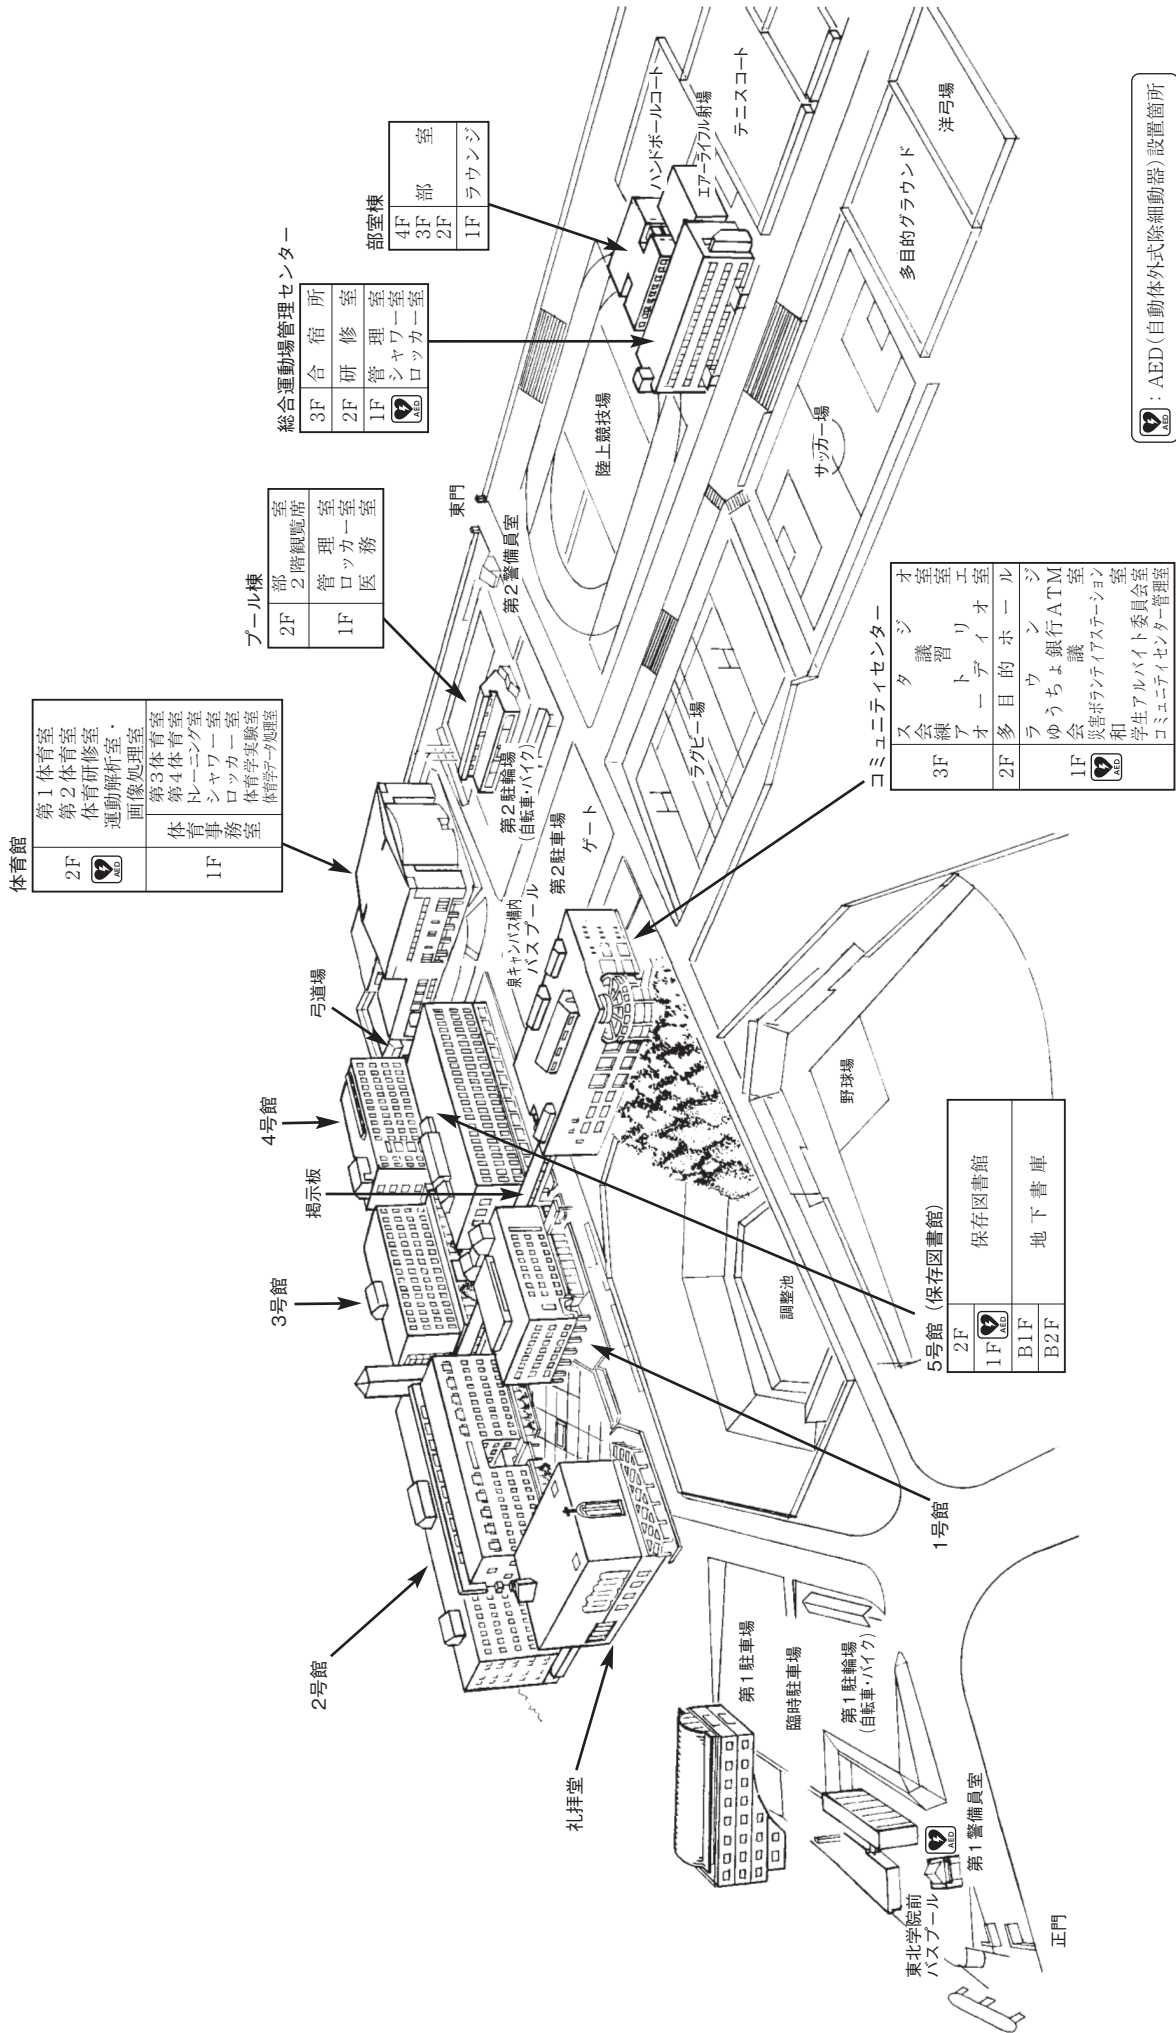 体育館
2F
AED
第1体育室
第2体育室
体育研修室
運動解析室・
画像処理室
1F
体育事務室
第3体育室
第4体育室
トレーニング室
シャワー室
ロッカー室
体育学実験室
体育学データ処理室
プール棟
2F
部室
2階観覧席
1F
管理室
ロッカー室
医務室
総合運動場管理センター
3F 合宿所
2F 研修室
1F
AED
管理室
シャワー室
ロッカー室
部室棟
4F
3F
2F
部室
1F ラウンジ
2号館
3号館
掲示板
4号館
弓道場
東門
第2警備員室
陸上競技場
ハンドボールコート
エアーライフル射場
テニスコート
第2駐輪場
(自転車・バイク)
泉キャンパス構内
バスプール
第2駐車場
ゲート
ラグビー場
サッカー場
多目的グラウンド
洋弓場
礼拝堂
第1駐車場
臨時駐車場
第1駐輪場
(自転車・バイク)
東北学院前
バスプール
AED
第1警備員室
正門
1号館
調整池
野球場
5号館(保存図書館)
2F
1F
AED
保存図書館
B1F
B2F
地下書庫
コミュニティセンター
3F
スタジオ
会議室
練習室
アトリエ
オーディオ室
2F 多目的ホール
1F
AED
ラウンジ
ゆうちょ銀行ATM
会議室
災害ボランティアステーション
和室
学生アルバイト委員会室
コミュニティセンター管理室
AED
:AED(自動体外式除細動器)設置箇所